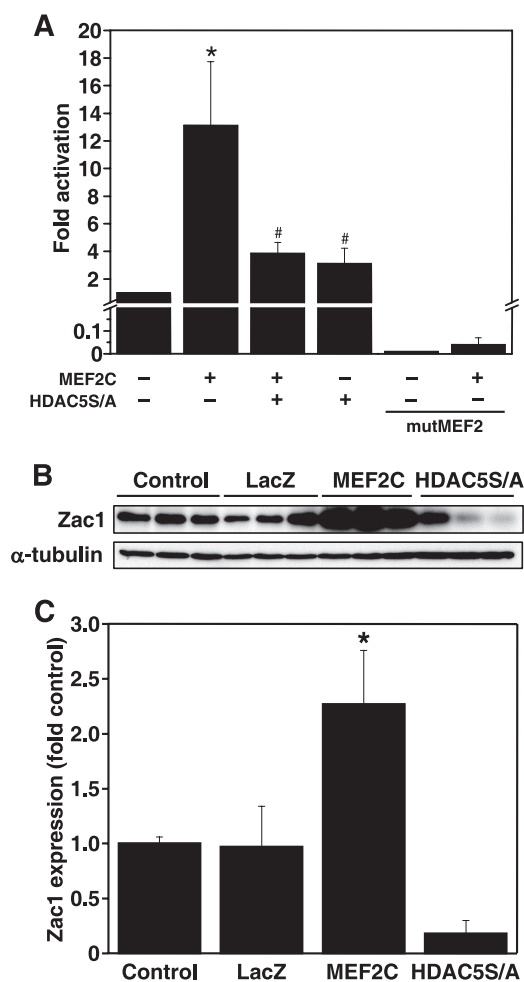 A
Fold activation
20
18
16
14
12
10
8
6
4
2
0.1
0
*
#
#
MEF2C – + + – – +
HDAC5S/A – – + + – –
mutMEF2
B
Control LacZ MEF2C HDAC5S/A
Zac1
α-tubulin
C
Zac1 expression (fold control)
3.0
2.5
2.0
1.5
1.0
0.5
0
*
Control LacZ MEF2C HDAC5S/A